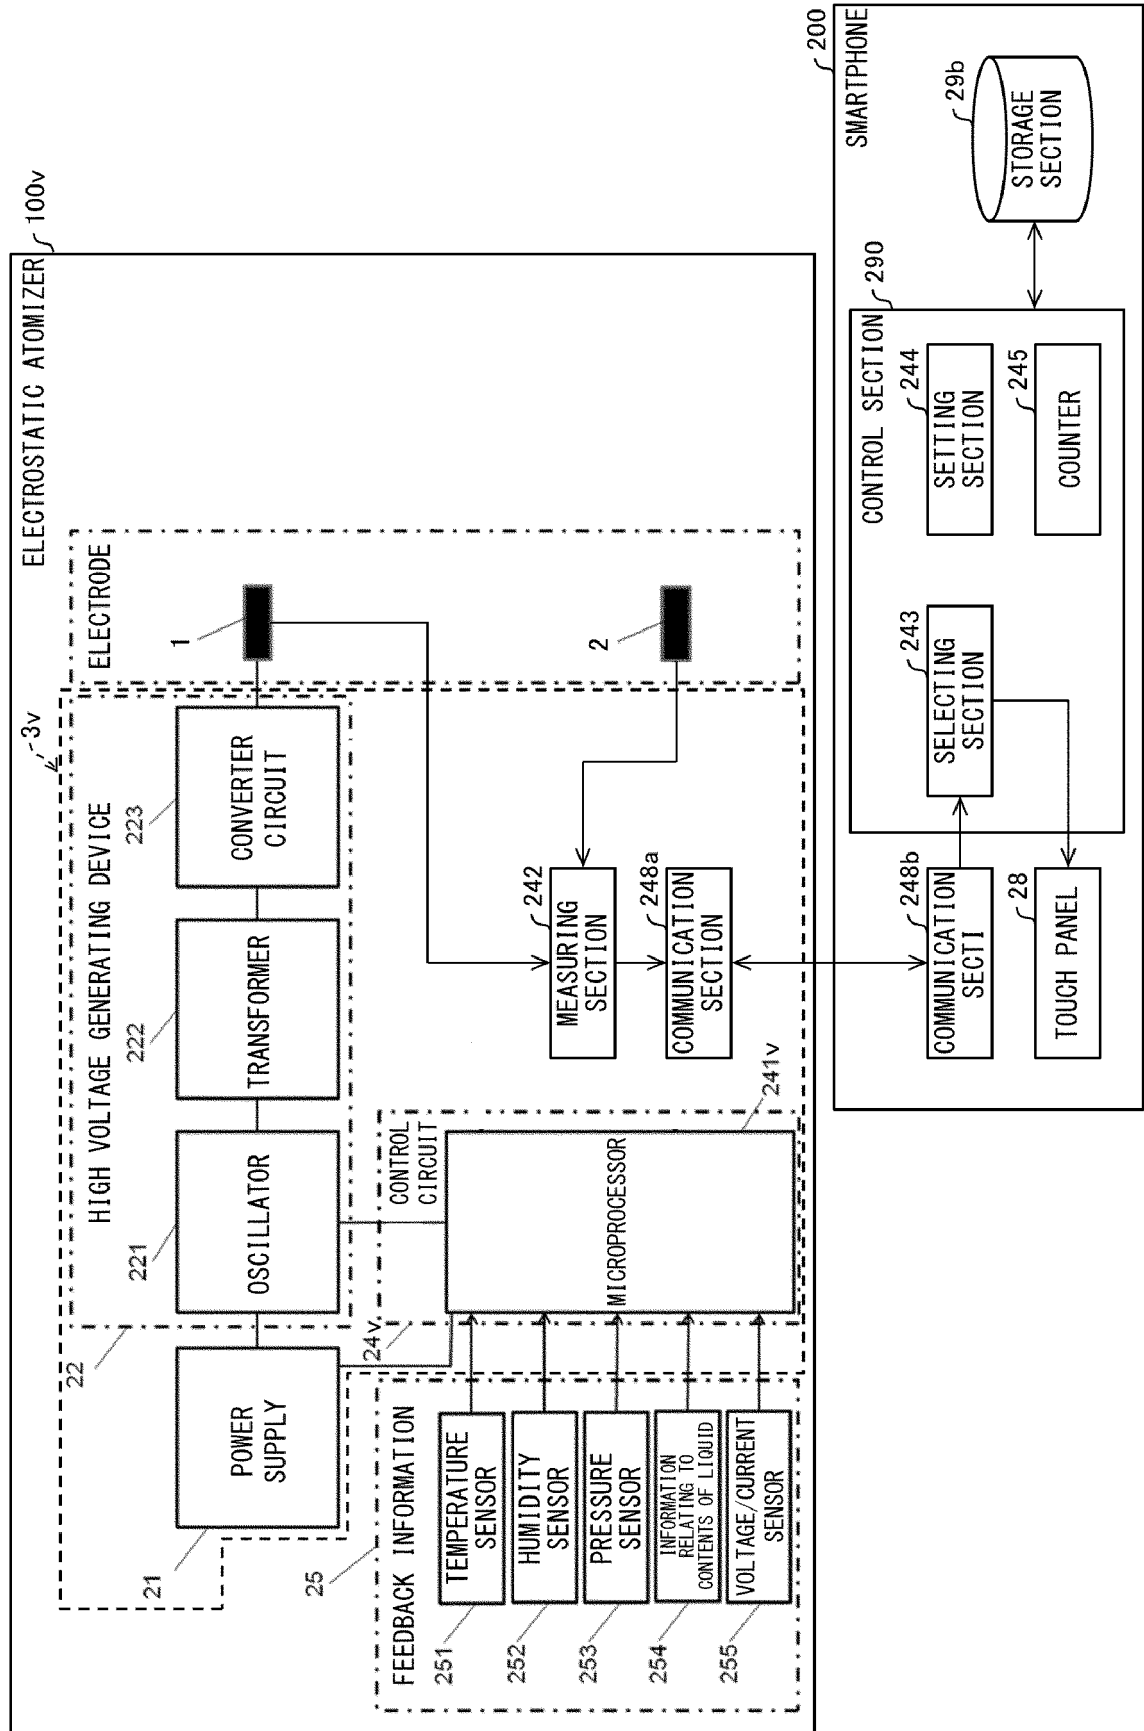 ELECTROSTATIC ATOMIZER
100v
3v
HIGH VOLTAGE GENERATING DEVICE
ELECTRODE
21
22
221
222
223
1
POWER
SUPPLY
OSCILLATOR
TRANSFORMER
CONVERTER
CIRCUIT
2
25
FEEDBACK INFORMATION
24v
CONTROL
CIRCUIT
241v
MICROPROCESSOR
251
TEMPERATURE
SENSOR
252
HUMIDITY
SENSOR
253
PRESSURE
SENSOR
254
INFORMATION
RELATING TO
CONTENTS OF LIQUID
255
VOLTAGE/CURRENT
SENSOR
242
MEASURING
SECTION
248a
COMMUNICATION
SECTION
200
SMARTPHONE
290
CONTROL SECTION
248b
COMMUNICATION
SECTI
28
TOUCH PANEL
243
SELECTING
SECTION
244
SETTING
SECTION
245
COUNTER
29b
STORAGE
SECTION